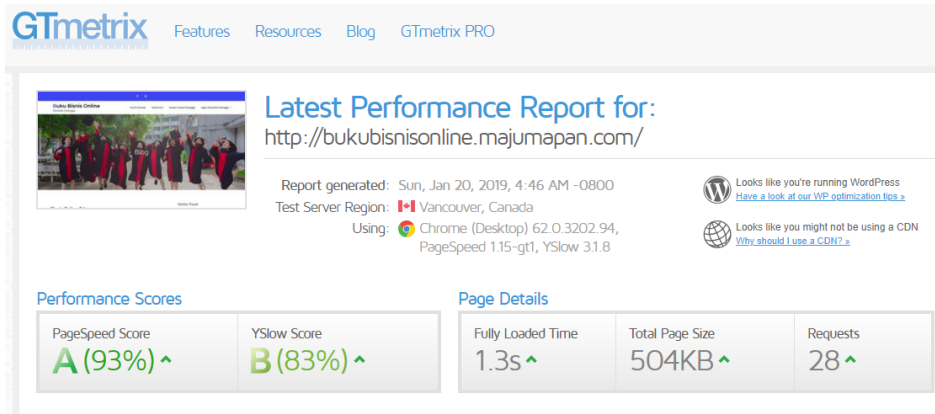 GTmetrix
Features Resources Blog GTmetrix PRO
Buku Bisnis Online
Blog
Latest Performance Report for:
http://bukubisnisonline.majumapan.com/
Report generated: Sun, Jan 20, 2019, 4:46 AM -0800
Test Server Region: Vancouver, Canada
Using: Chrome (Desktop) 62.0.3202.94,
PageSpeed 1.15-gt1, YSlow 3.1.8
Looks like you're running WordPress
Have a look at our WP optimization tips »
Looks like you might not be using a CDN
Why should I use a CDN? »
Performance Scores
PageSpeed Score
A (93%)
YSlow Score
B (83%)
Page Details
Fully Loaded Time
1.3s
Total Page Size
504KB
Requests
28